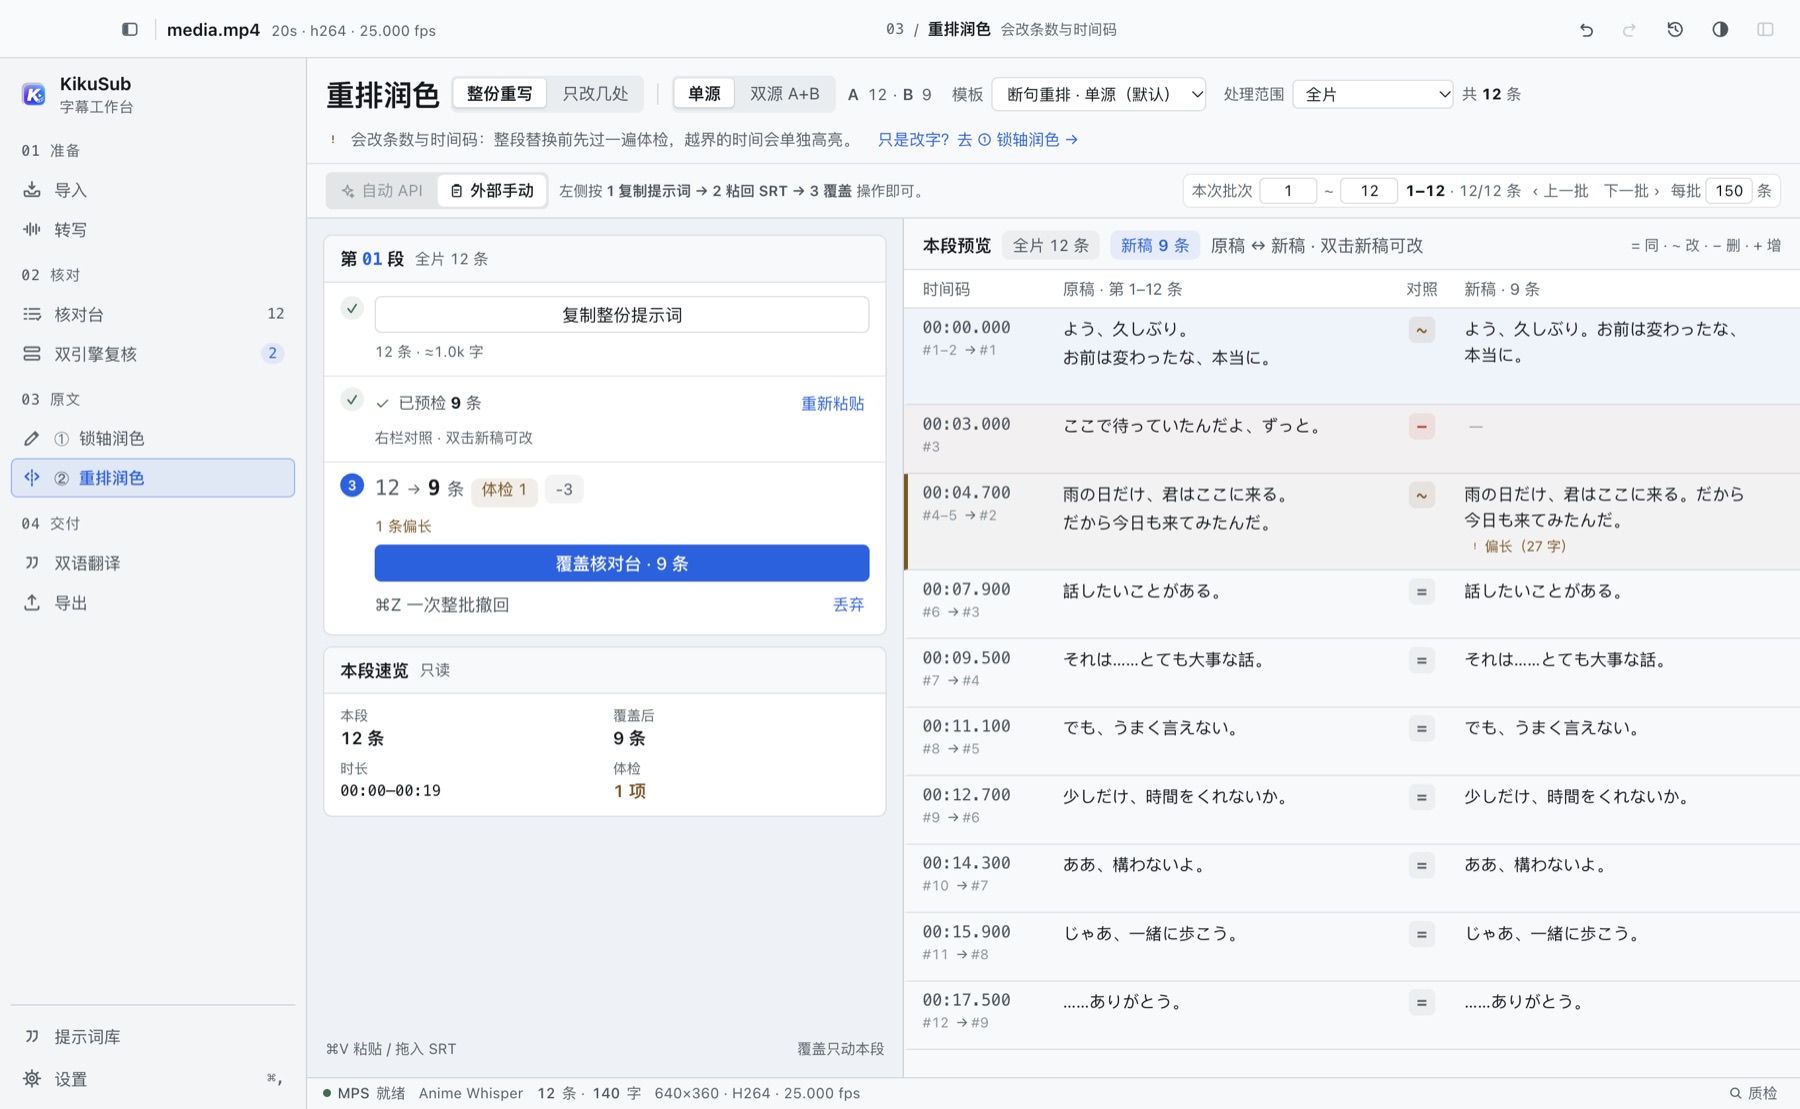 media.mp4 20s · h264 · 25.000 fps
03 / 重排润色 会改条数与时间码
KikuSub
字幕工作台
01 准备
导入
转写
02 核对
核对台 12
双引擎复核 2
03 原文
① 锁轴润色
② 重排润色
04 交付
双语翻译
导出
提示词库
设置 ⌘,
重排润色 整份重写 只改几处 单源 双源 A+B A 12 · B 9 模板 断句重排 · 单源（默认） 处理范围 全片 共 12 条
! 会改条数与时间码：整段替换前先过一遍体检，越界的时间会单独高亮。 只是改字？去 ① 锁轴润色 →
自动 API 外部手动 左侧按 1 复制提示词 → 2 粘回 SRT → 3 覆盖 操作即可。
本次批次 1 ~ 12 1–12 · 12/12 条 ‹ 上一批 下一批 › 每批 150 条
第 01 段 全片 12 条
复制整份提示词
12 条 · ≈1.0k 字
✓ 已预检 9 条 重新粘贴
右栏对照 · 双击新稿可改
3 12 → 9 条 体检 1 -3
1 条偏长
覆盖核对台 · 9 条
⌘Z 一次整批撤回 丢弃
本段速览 只读
本段 覆盖后
12 条 9 条
时长 体检
00:00—00:19 1 项
⌘V 粘贴 / 拖入 SRT 覆盖只动本段
本段预览 全片 12 条 新稿 9 条 原稿 ↔ 新稿 · 双击新稿可改 = 同 · ~ 改 · − 删 · + 增
时间码 原稿 · 第 1–12 条 对照 新稿 · 9 条
00:00.000 よう、久しぶり。 ~ よう、久しぶり。お前は変わったな、
#1–2 → #1 お前は変わったな、本当に。 本当に。
00:03.000 ここで待っていたんだよ、ずっと。 − —
#3
00:04.700 雨の日だけ、君はここに来る。 ~ 雨の日だけ、君はここに来る。だから
#4–5 → #2 だから今日も来てみたんだ。 今日も来てみたんだ。
! 偏长（27 字）
00:07.900 話したいことがある。 = 話したいことがある。
#6 → #3
00:09.500 それは……とても大事な話。 = それは……とても大事な話。
#7 → #4
00:11.100 でも、うまく言えない。 = でも、うまく言えない。
#8 → #5
00:12.700 少しだけ、時間をくれないか。 = 少しだけ、時間をくれないか。
#9 → #6
00:14.300 ああ、構わないよ。 = ああ、構わないよ。
#10 → #7
00:15.900 じゃあ、一緒に歩こう。 = じゃあ、一緒に歩こう。
#11 → #8
00:17.500 ……ありがとう。 = ……ありがとう。
#12 → #9
MPS 就绪 Anime Whisper 12 条 · 140 字 640×360 · H264 · 25.000 fps 质检